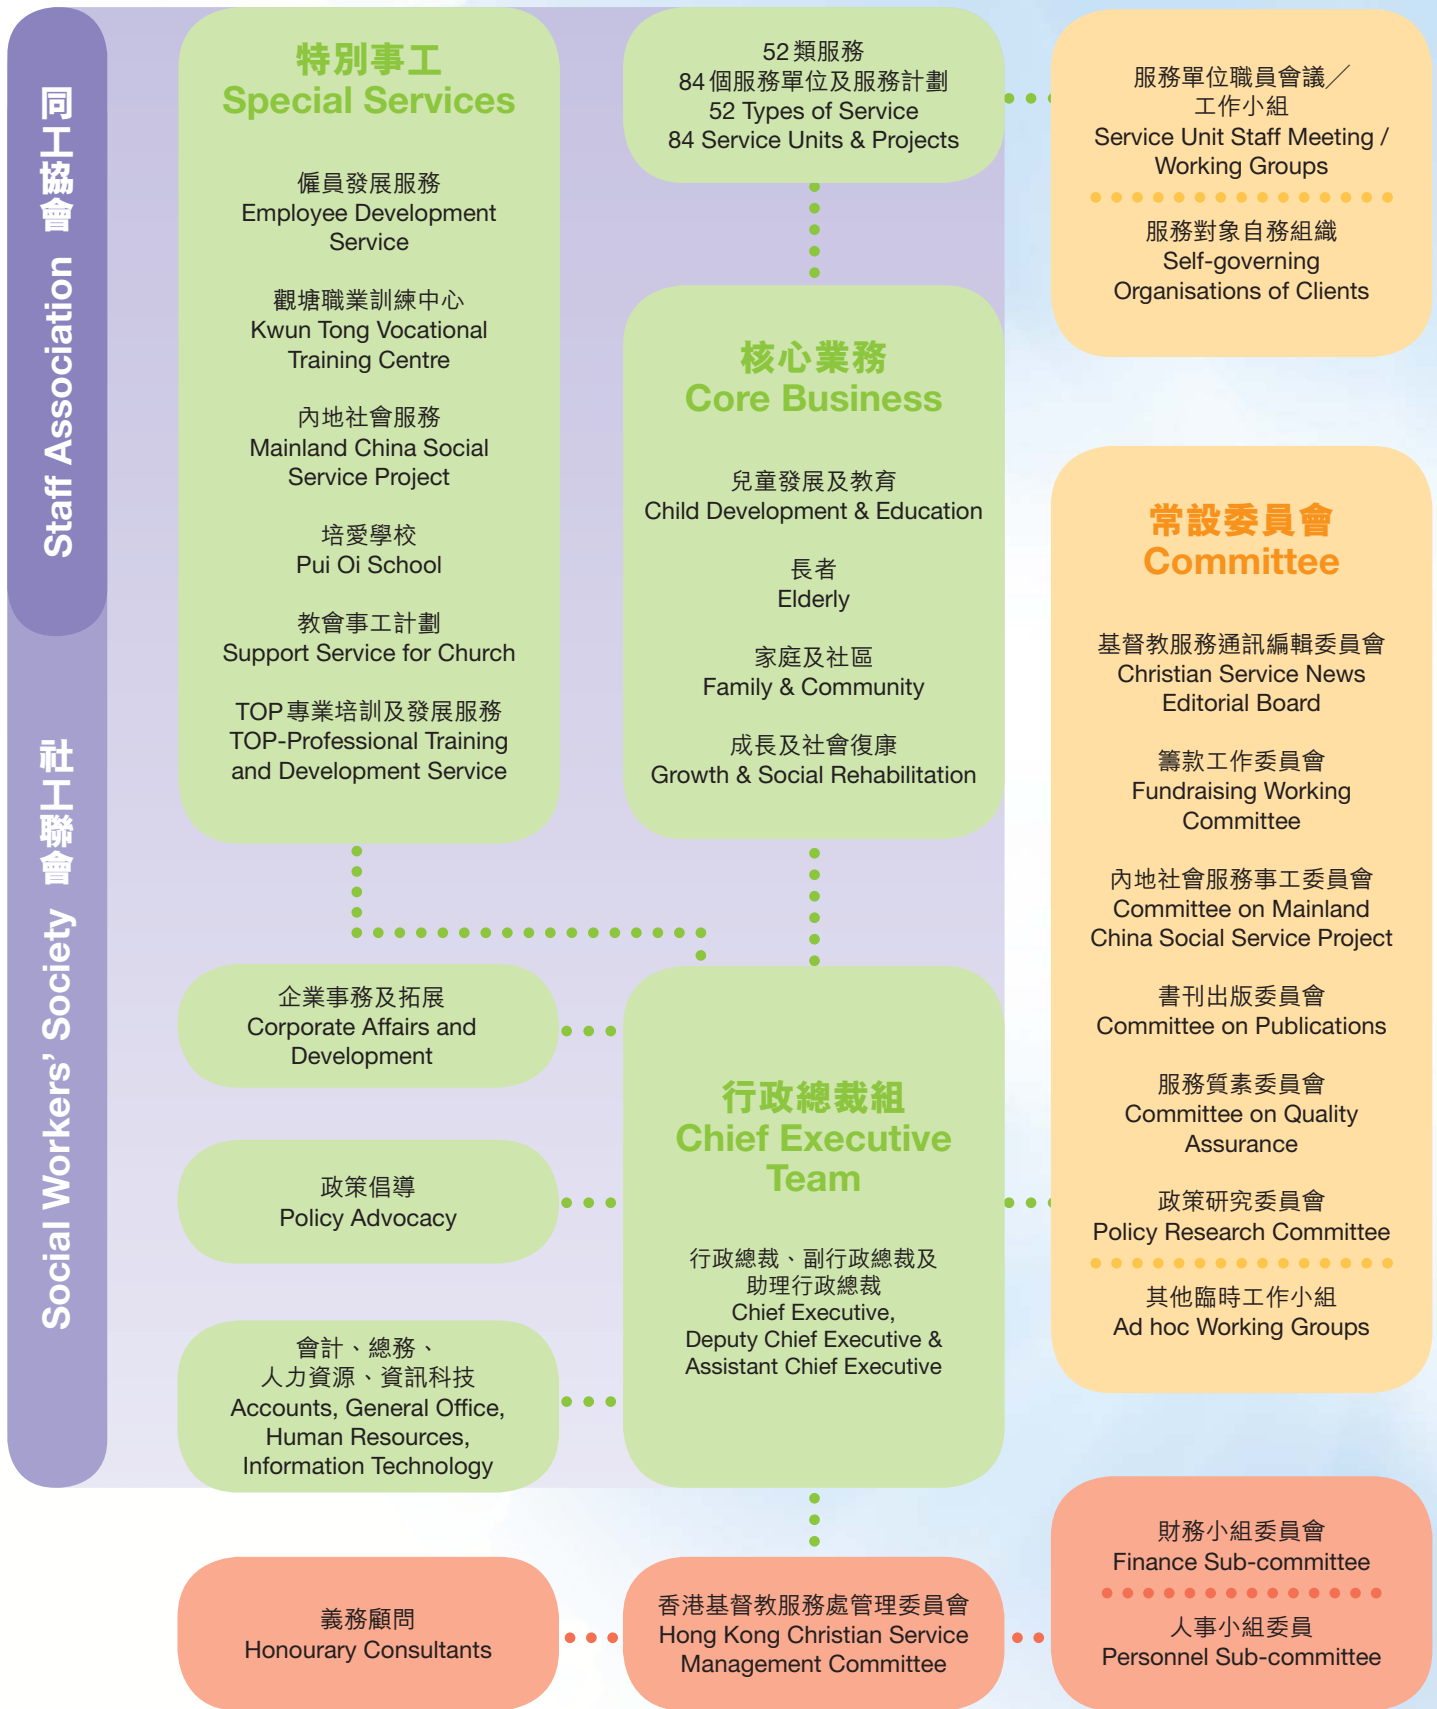 同工協會 Staff Association
社工聯會 Social Workers' Society
特別事工
Special Services
僱員發展服務
Employee Development
Service
觀塘職業訓練中心
Kwun Tong Vocational
Training Centre
內地社會服務
Mainland China Social
Service Project
培愛學校
Pui Oi School
教會事工計劃
Support Service for Church
TOP專業培訓及發展服務
TOP-Professional Training
and Development Service
52類服務
84個服務單位及服務計劃
52 Types of Service
84 Service Units & Projects
服務單位職員會議／
工作小組
Service Unit Staff Meeting /
Working Groups
服務對象自務組織
Self-governing
Organisations of Clients
核心業務
Core Business
兒童發展及教育
Child Development & Education
長者
Elderly
家庭及社區
Family & Community
成長及社會復康
Growth & Social Rehabilitation
常設委員會
Committee
基督教服務通訊編輯委員會
Christian Service News
Editorial Board
籌款工作委員會
Fundraising Working
Committee
內地社會服務事工委員會
Committee on Mainland
China Social Service Project
書刊出版委員會
Committee on Publications
服務質素委員會
Committee on Quality
Assurance
政策研究委員會
Policy Research Committee
其他臨時工作小組
Ad hoc Working Groups
企業事務及拓展
Corporate Affairs and
Development
政策倡導
Policy Advocacy
會計、總務、
人力資源、資訊科技
Accounts, General Office,
Human Resources,
Information Technology
行政總裁組
Chief Executive
Team
行政總裁、副行政總裁及
助理行政總裁
Chief Executive,
Deputy Chief Executive &
Assistant Chief Executive
義務顧問
Honourary Consultants
香港基督教服務處管理委員會
Hong Kong Christian Service
Management Committee
財務小組委員會
Finance Sub-committee
人事小組委員
Personnel Sub-committee